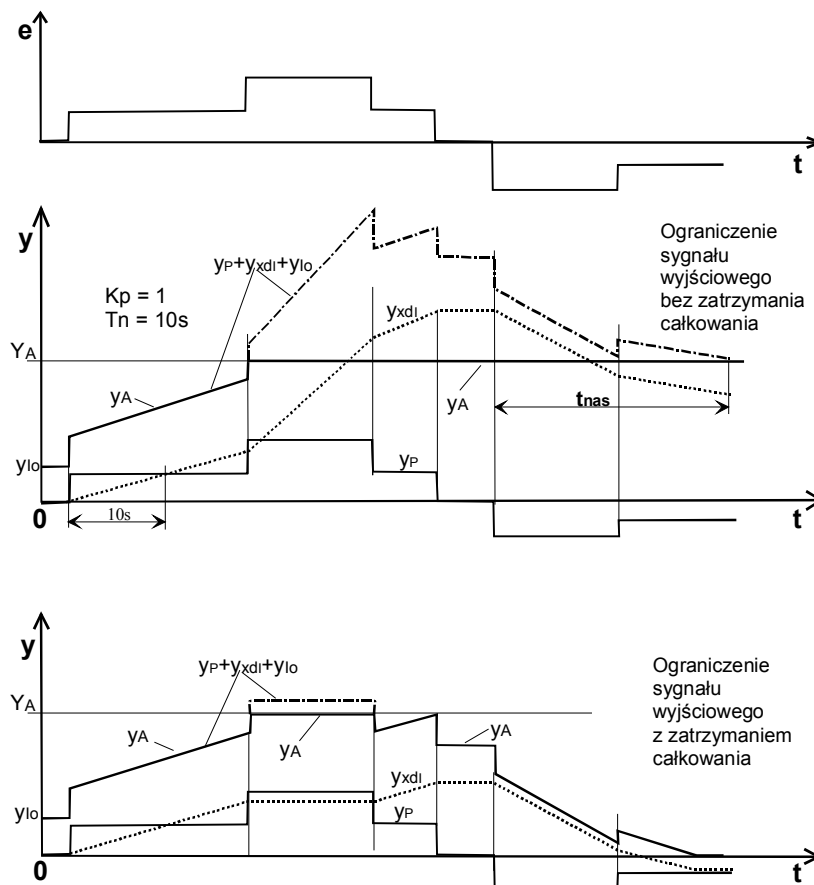 e
t
y
yP+yxdI+yIo
Ograniczenie
sygnału
wyjściowego
bez zatrzymania
całkowania
Kp = 1
Tn = 10s
yxdI
YA
yA
yA
tnas
yIo
yP
10s
0
t
y
yP+yxdI+yIo
Ograniczenie
sygnału
wyjściowego
z zatrzymaniem
całkowania
YA
yA
yA
yA
yxdI
yIo
yP
0
t